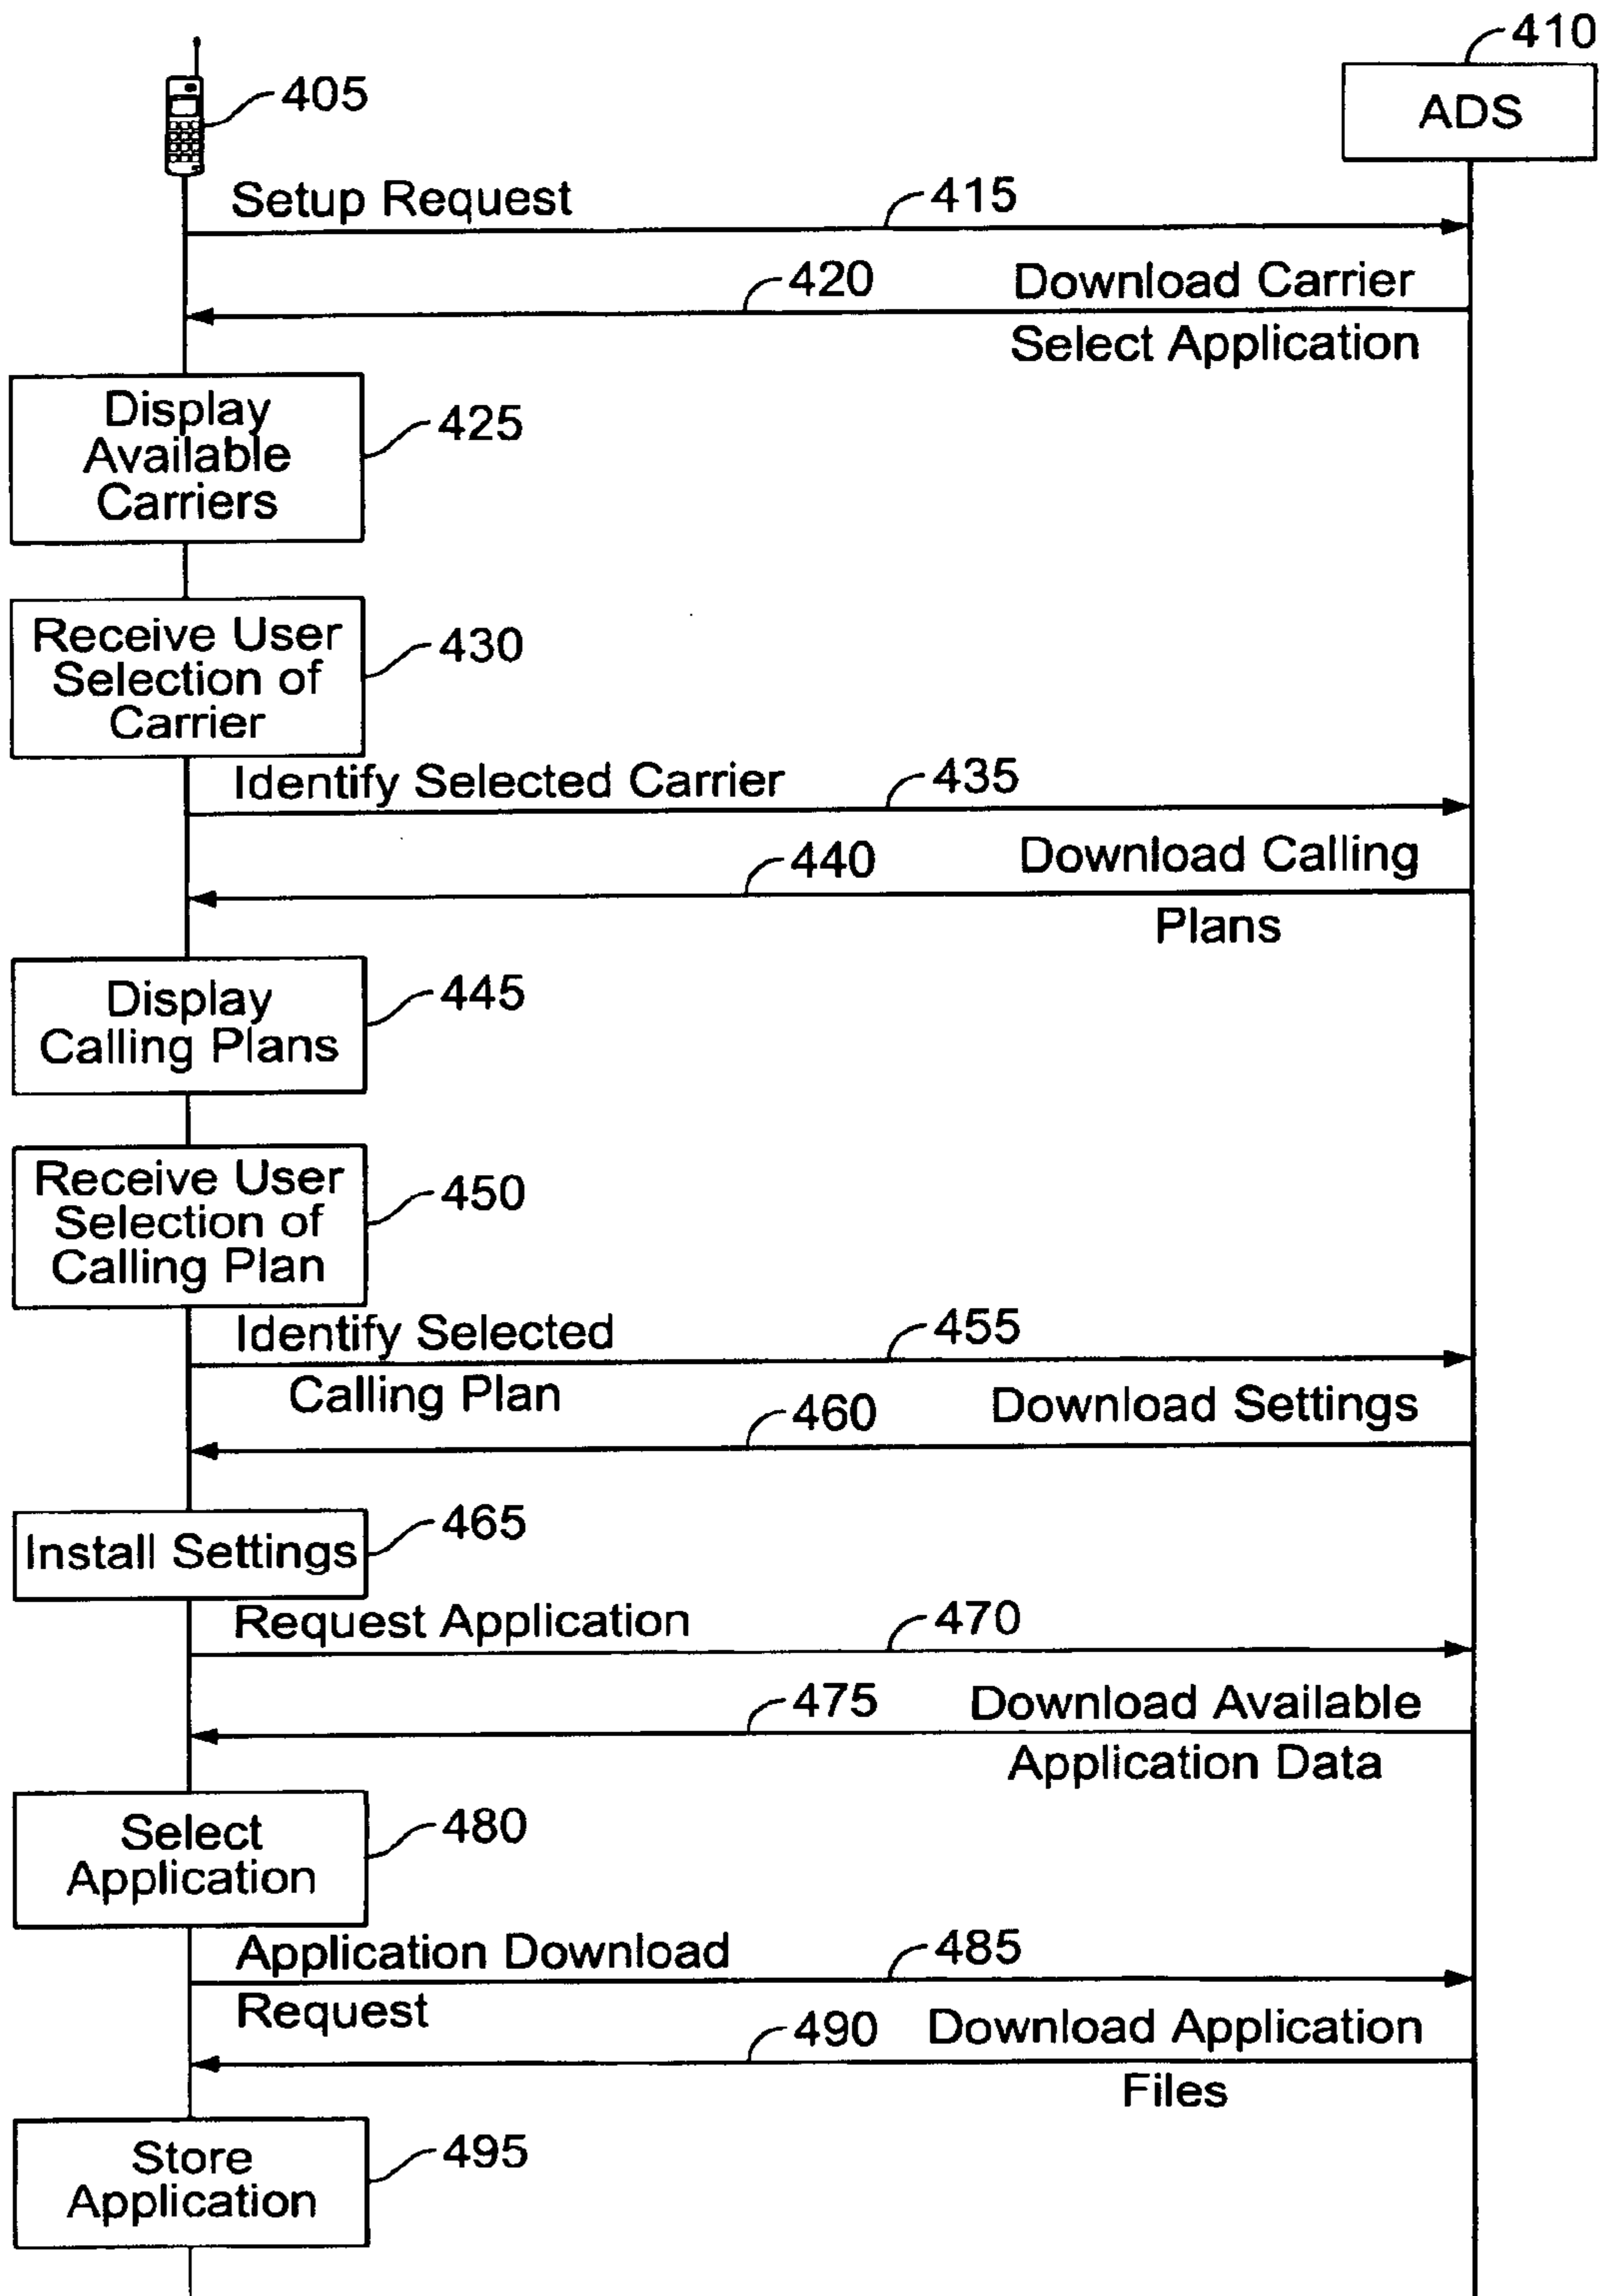 410
ADS
405
Setup Request
415
420
Download Carrier
Select Application
Display
Available
Carriers
425
Receive User
Selection of
Carrier
430
Identify Selected Carrier
435
440
Download Calling
Plans
Display
Calling Plans
445
Receive User
Selection of
Calling Plan
450
Identify Selected
Calling Plan
455
460
Download Settings
Install Settings
465
Request Application
470
475
Download Available
Application Data
Select
Application
480
Application Download
Request
485
490
Download Application
Files
Store
Application
495